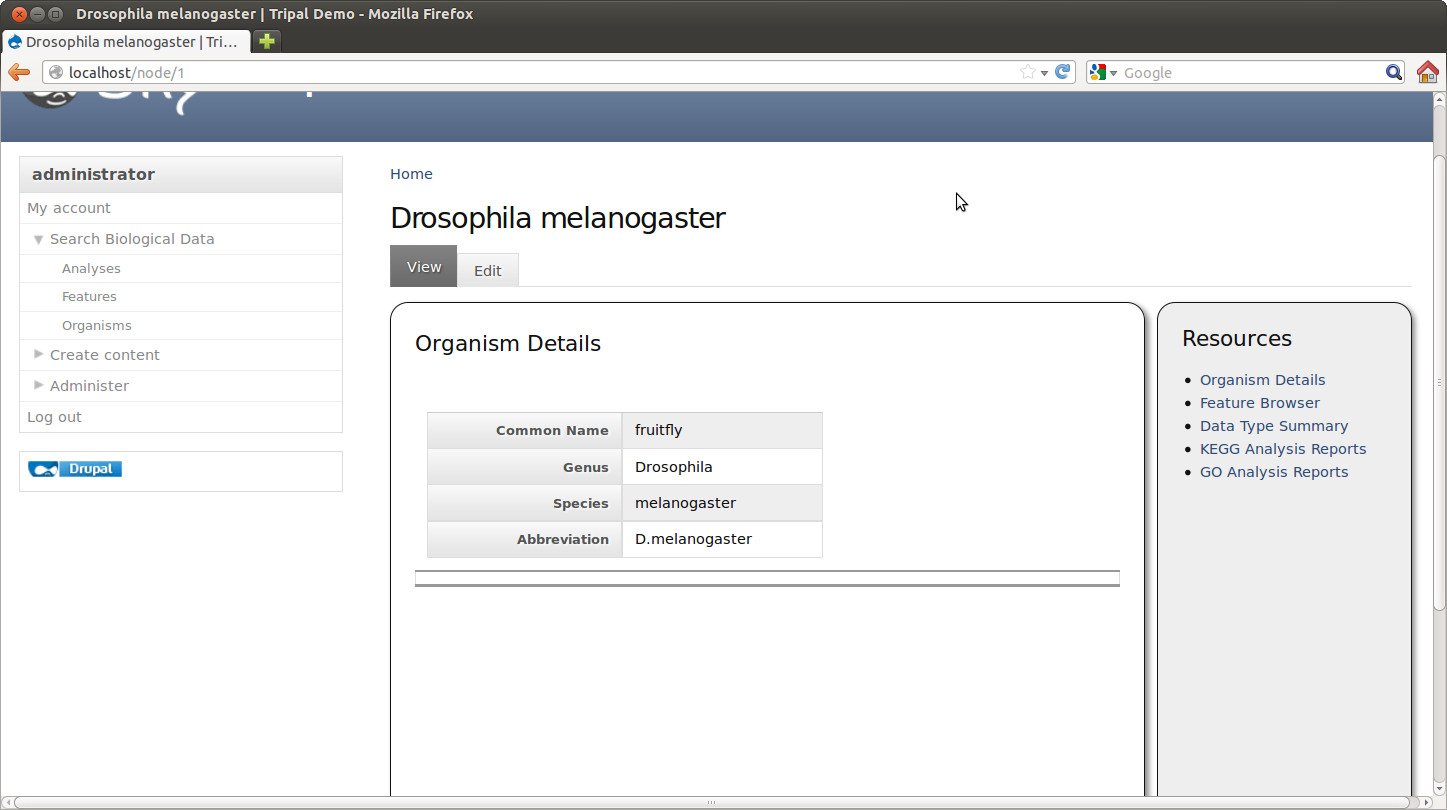 Drosophila melanogaster | Tripal Demo - Mozilla Firefox
Drosophila melanogaster | Tri...
localhost/node/1
Google
administrator
My account
Search Biological Data
Analyses
Features
Organisms
Create content
Administer
Log out
Drupal
Home
Drosophila melanogaster
View Edit
Organism Details
Common Name fruitfly
Genus Drosophila
Species melanogaster
Abbreviation D.melanogaster
Resources
Organism Details
Feature Browser
Data Type Summary
KEGG Analysis Reports
GO Analysis Reports